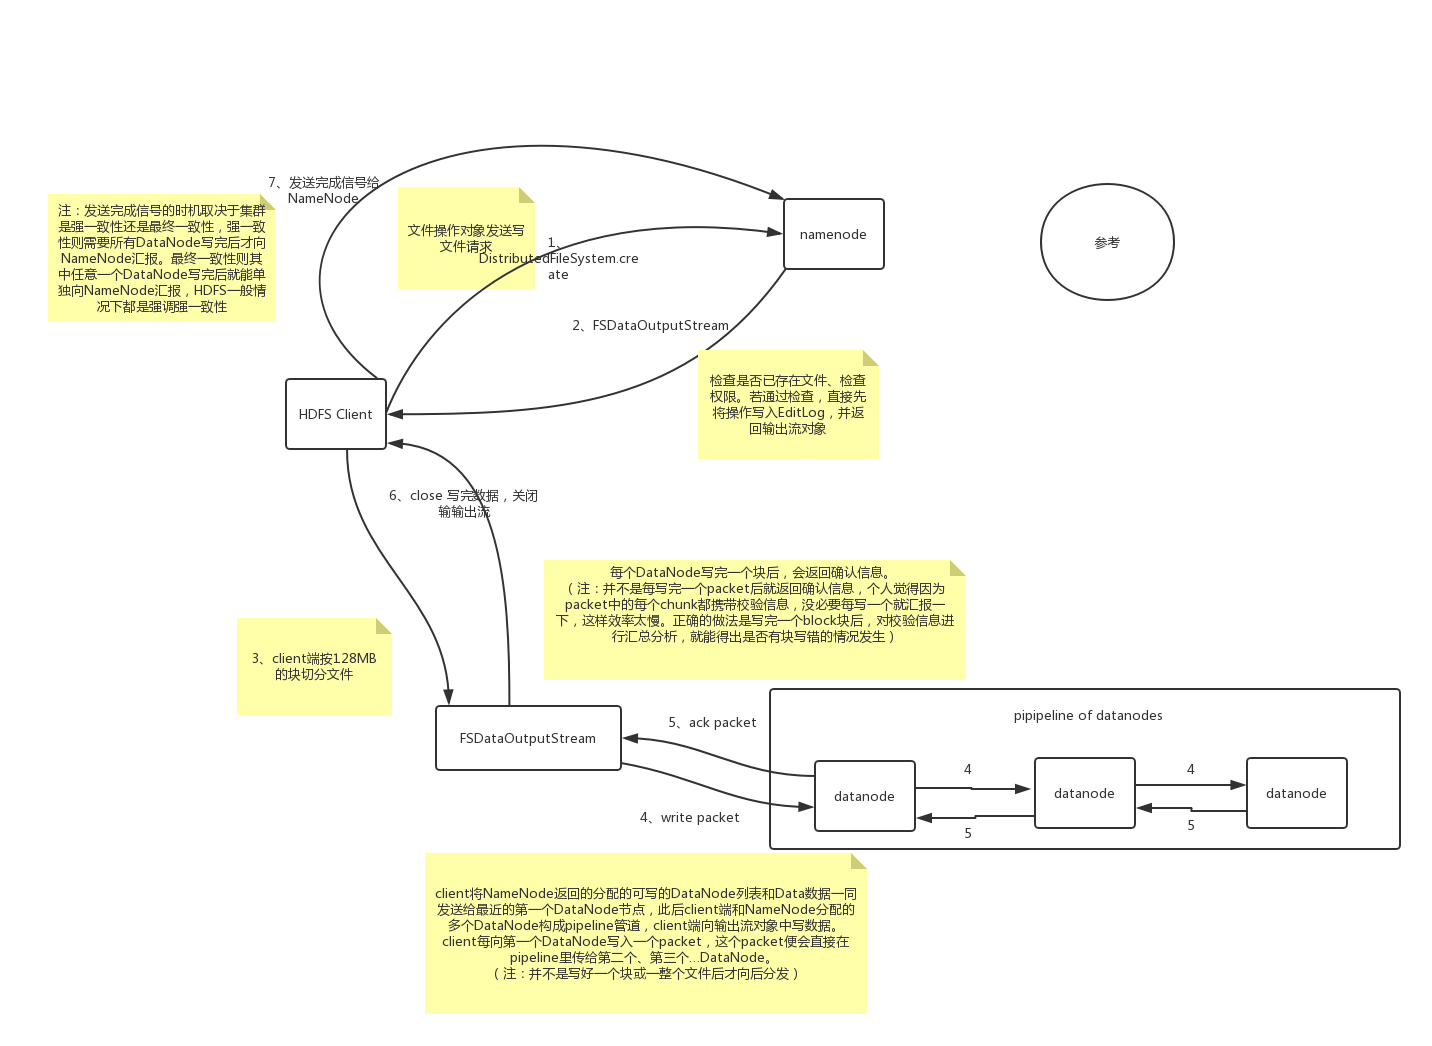 7、发送完成信号给
NameNode
注：发送完成信号的时机取决于集群
是强一致性还是最终一致性，强一致
性则需要所有DataNode写完后才向
NameNode汇报。最终一致性则其
中任意一个DataNode写完后就能单
独向NameNode汇报，HDFS一般情
况下都是强调强一致性
文件操作对象发送写
文件请求
1、
DistributedFileSystem.cre
ate
namenode
参考
2、FSDataOutputStream
检查是否已存在文件、检查
权限。若通过检查，直接先
将操作写入EditLog，并返
回输出流对象
HDFS Client
6、close 写完数据，关闭
输输出流
每个DataNode写完一个块后，会返回确认信息。
（注：并不是每写完一个packet后就返回确认信息，个人觉得因为
packet中的每个chunk都携带校验信息，没必要每写一个就汇报一
下，这样效率太慢。正确的做法是写完一个block块后，对校验信息进
行汇总分析，就能得出是否有块写错的情况发生）
3、client端按128MB
的块切分文件
FSDataOutputStream
5、ack packet
4、write packet
pipipeline of datanodes
datanode
4
5
datanode
4
5
datanode
client将NameNode返回的分配的可写的DataNode列表和Data数据一同
发送给最近的第一个DataNode节点，此后client端和NameNode分配的
多个DataNode构成pipeline管道，client端向输出流对象中写数据。
client每向第一个DataNode写入一个packet，这个packet便会直接在
pipeline里传给第二个、第三个…DataNode。
（注：并不是写好一个块或一整个文件后才向后分发）